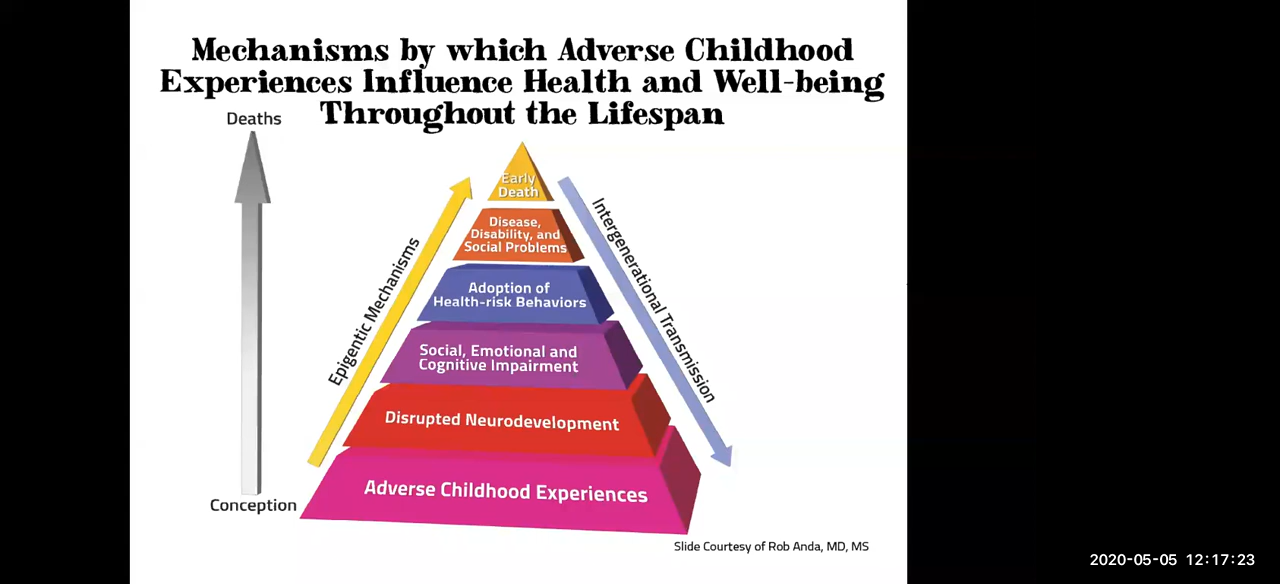 Mechanisms by which Adverse Childhood
Experiences Influence Health and Well-being
Throughout the Lifespan
Deaths
Early
Death
Disease,
Disability, and
Social Problems
Adoption of
Health-risk Behaviors
Social, Emotional and
Cognitive Impairment
Disrupted Neurodevelopment
Adverse Childhood Experiences
Epigentic Mechanisms
Intergenerational Transmission
Conception
Slide Courtesy of Rob Anda, MD, MS
2020-05-05 12:17:23